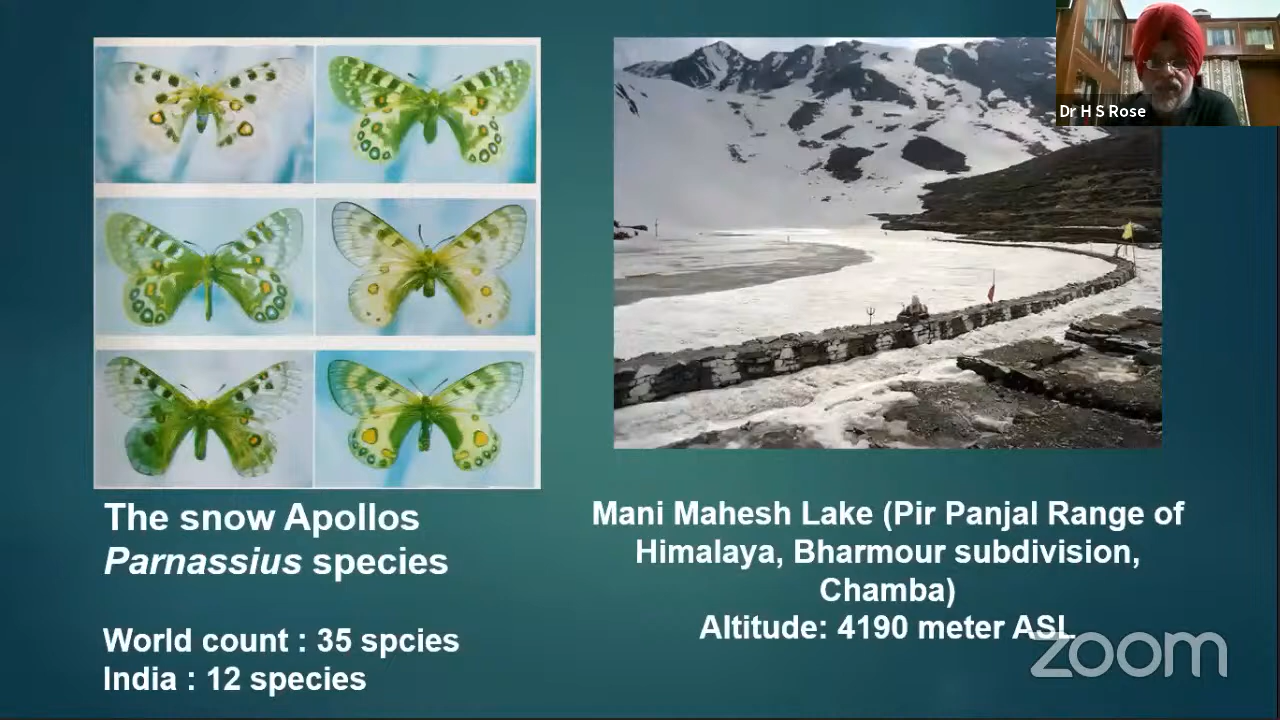 Dr H S Rose
The snow Apollos
Parnassius species
World count : 35 spcies
India : 12 species
Mani Mahesh Lake (Pir Panjal Range of
Himalaya, Bharmour subdivision,
Chamba)
Altitude: 4190 meter ASL
zoom